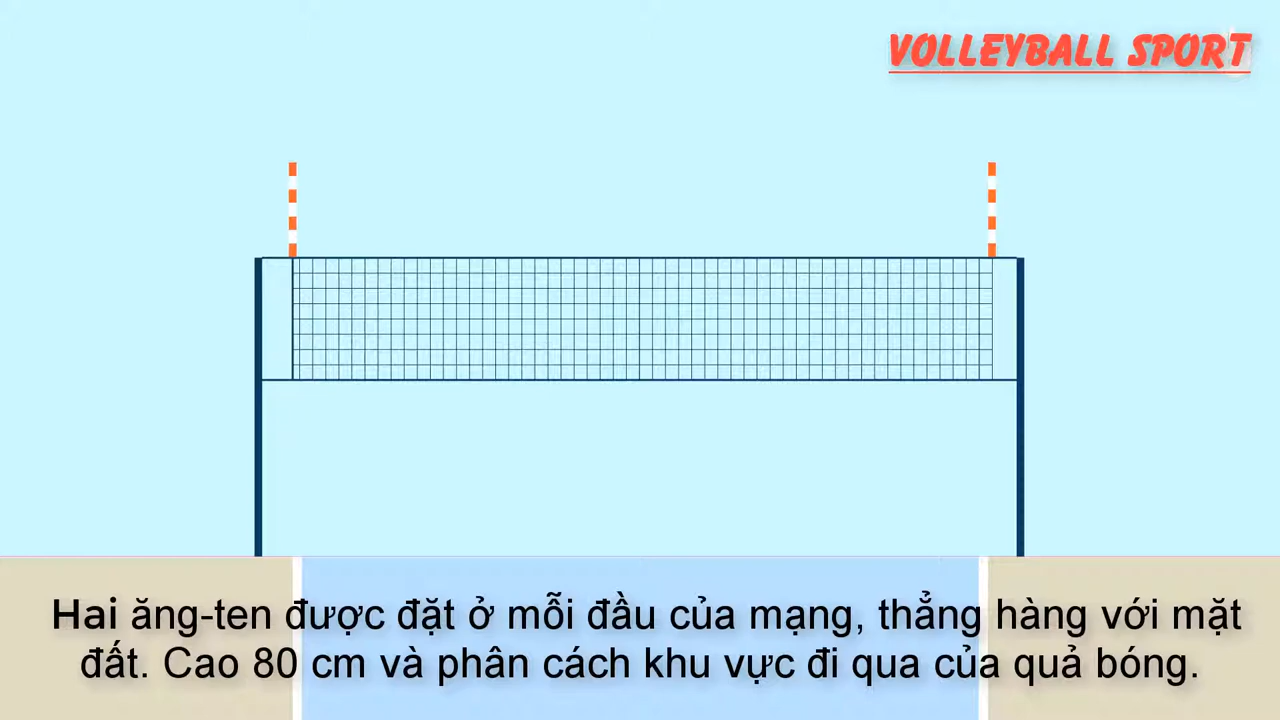 VOLLEYBALL SPORT
Hai ăng-ten được đặt ở mỗi đầu của mạng, thẳng hàng với mặt
đất. Cao 80 cm và phân cách khu vực đi qua của quả bóng.